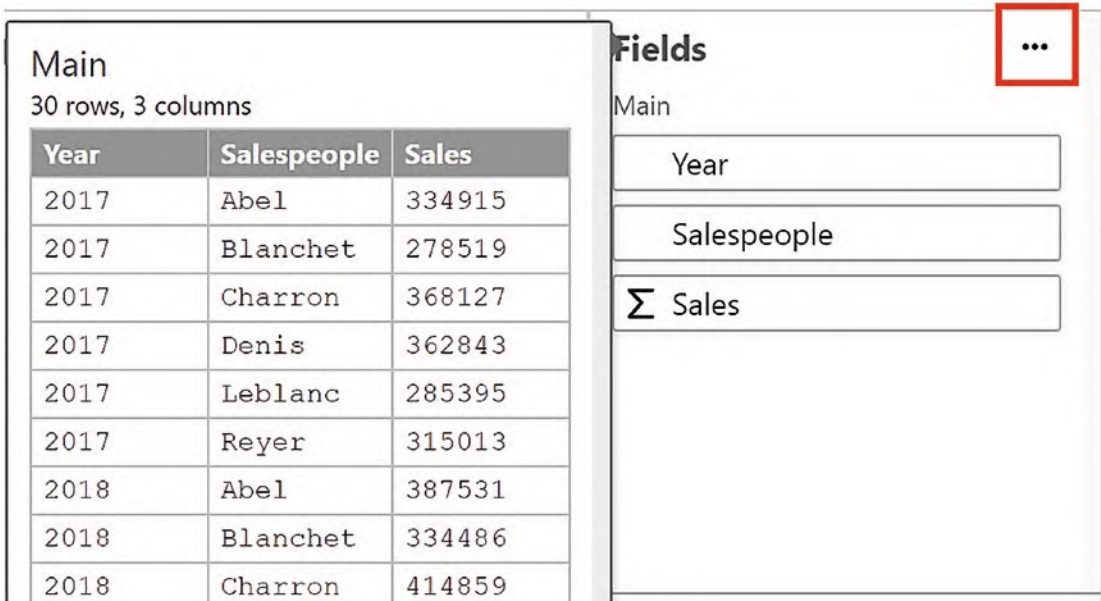 Main
30 rows, 3 columns
Year Salespeople Sales
2017 Abel 334915
2017 Blanchet 278519
2017 Charron 368127
2017 Denis 362843
2017 Leblanc 285395
2017 Reyer 315013
2018 Abel 387531
2018 Blanchet 334486
2018 Charron 414859
Fields •••
Main
Year
Salespeople
Σ Sales